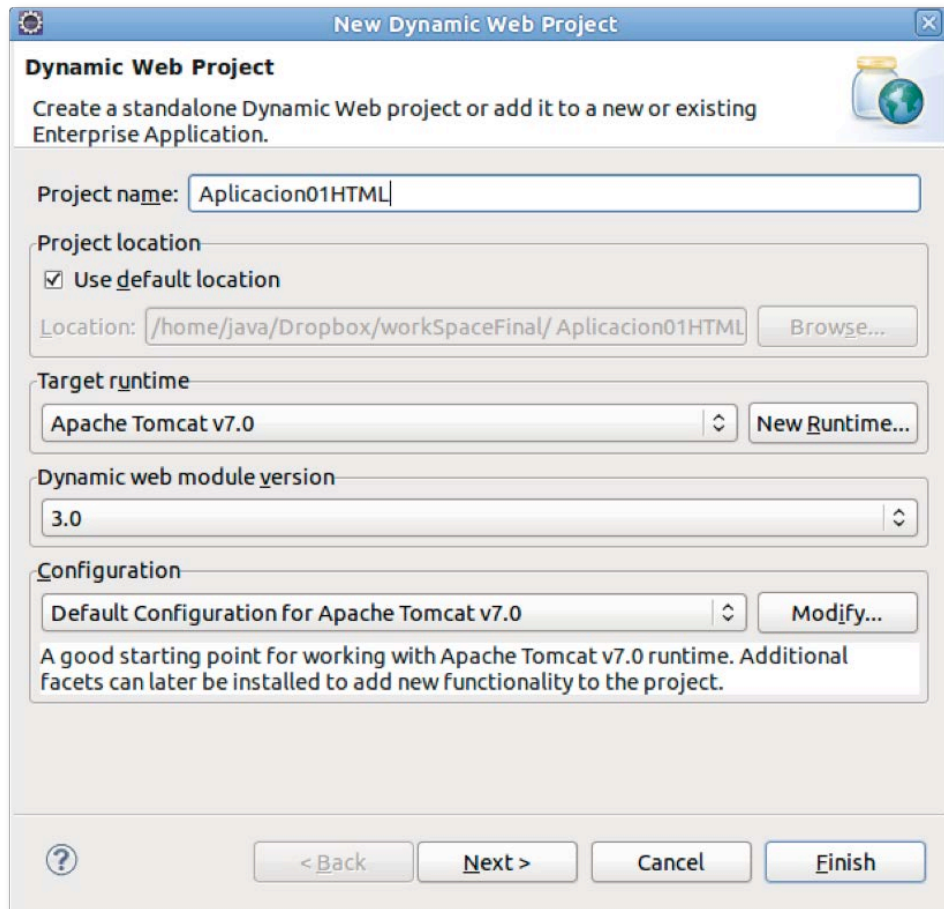 New Dynamic Web Project
Dynamic Web Project
Create a standalone Dynamic Web project or add it to a new or existing
Enterprise Application.
Project name: Aplicacion01HTML
Project location
Use default location
Location: /home/java/Dropbox/workSpaceFinal/ Aplicacion01HTML Browse...
Target runtime
Apache Tomcat v7.0 New Runtime...
Dynamic web module version
3.0
Configuration
Default Configuration for Apache Tomcat v7.0 Modify...
A good starting point for working with Apache Tomcat v7.0 runtime. Additional
facets can later be installed to add new functionality to the project.
? < Back Next > Cancel Finish